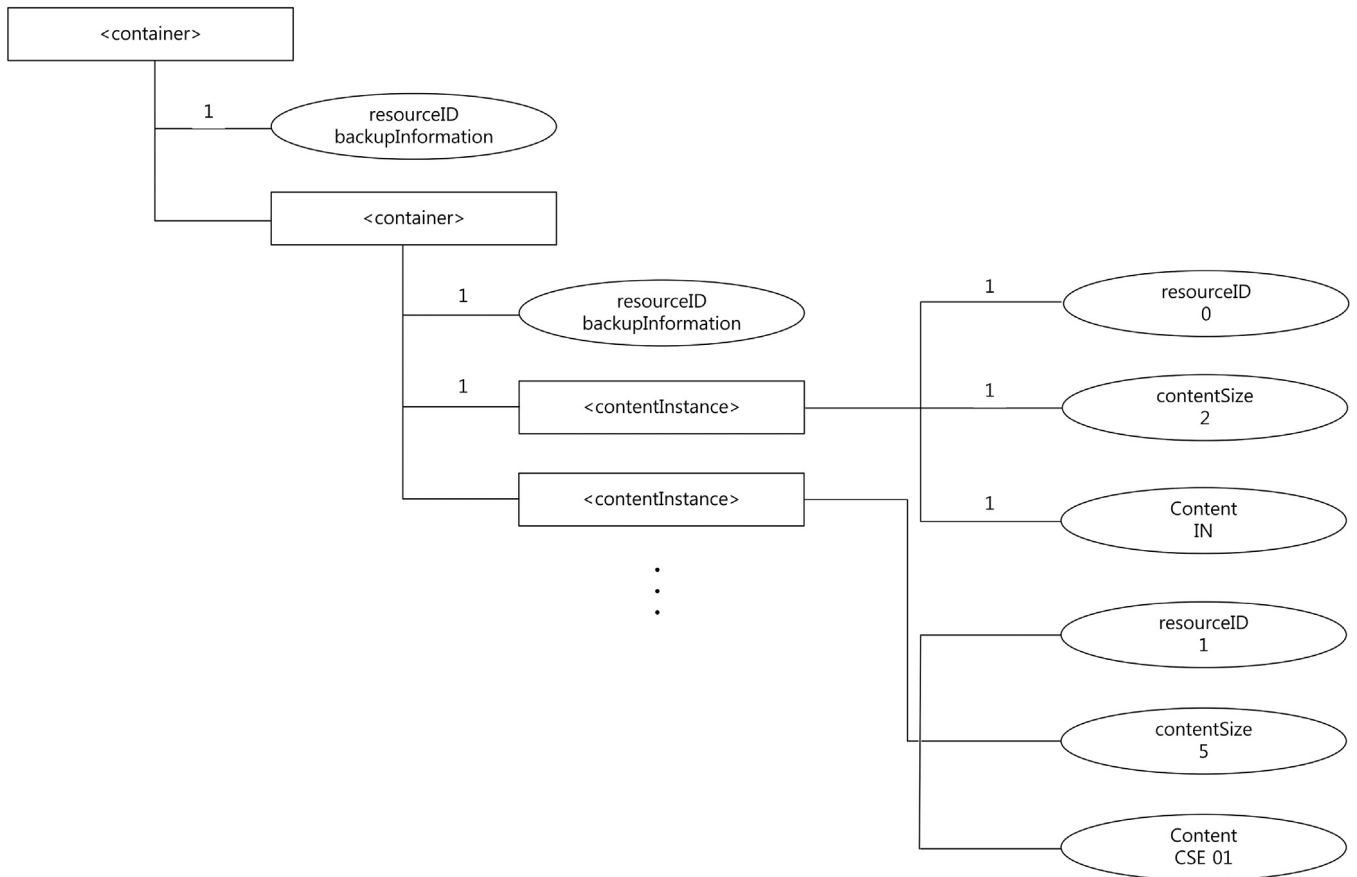 <container>
1
resourceID
backupInformation
<container>
1
resourceID
backupInformation
1
<contentInstance>
<contentInstance>
1
resourceID
0
1
contentSize
2
1
Content
IN
resourceID
1
contentSize
5
Content
CSE 01